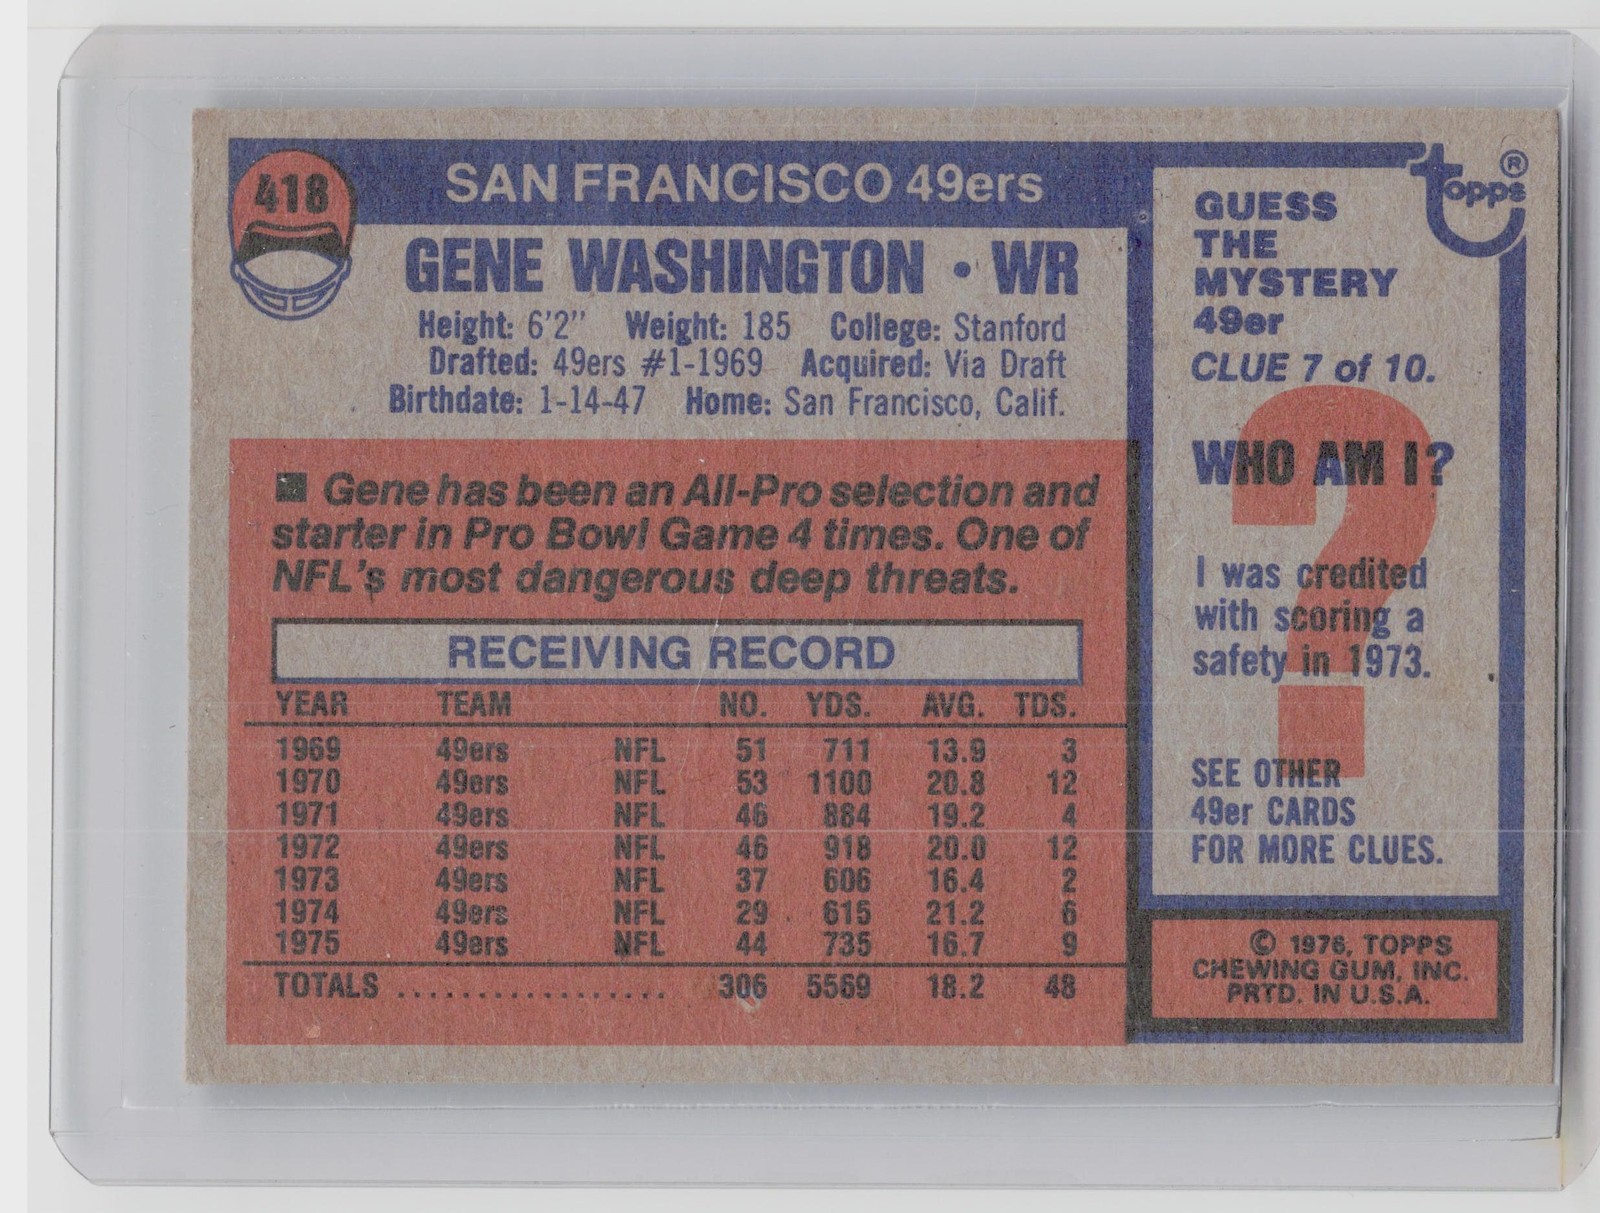 418
SAN FRANCISCO 49ers
GENE WASHINGTON • WR
Height: 6'2" Weight: 185 College: Stanford
Drafted: 49ers #1-1969 Acquired: Via Draft
Birthdate: 1-14-47 Home: San Francisco, Calif.
■ Gene has been an All-Pro selection and
starter in Pro Bowl Game 4 times. One of
NFL's most dangerous deep threats.
RECEIVING RECORD
YEAR TEAM NO. YDS. AVG. TDS.
1969 49ers NFL 51 711 13.9 3
1970 49ers NFL 53 1100 20.8 12
1971 49ers NFL 46 884 19.2 4
1972 49ers NFL 46 918 20.0 12
1973 49ers NFL 37 606 16.4 2
1974 49ers NFL 29 615 21.2 6
1975 49ers NFL 44 735 16.7 9
TOTALS .................. 306 5569 18.2 48
topps®
GUESS
THE
MYSTERY
49er
CLUE 7 of 10.
WHO AM I?
I was credited
with scoring a
safety in 1973.
SEE OTHER
49er CARDS
FOR MORE CLUES.
© 1976, TOPPS
CHEWING GUM, INC.
PRTD. IN U.S.A.